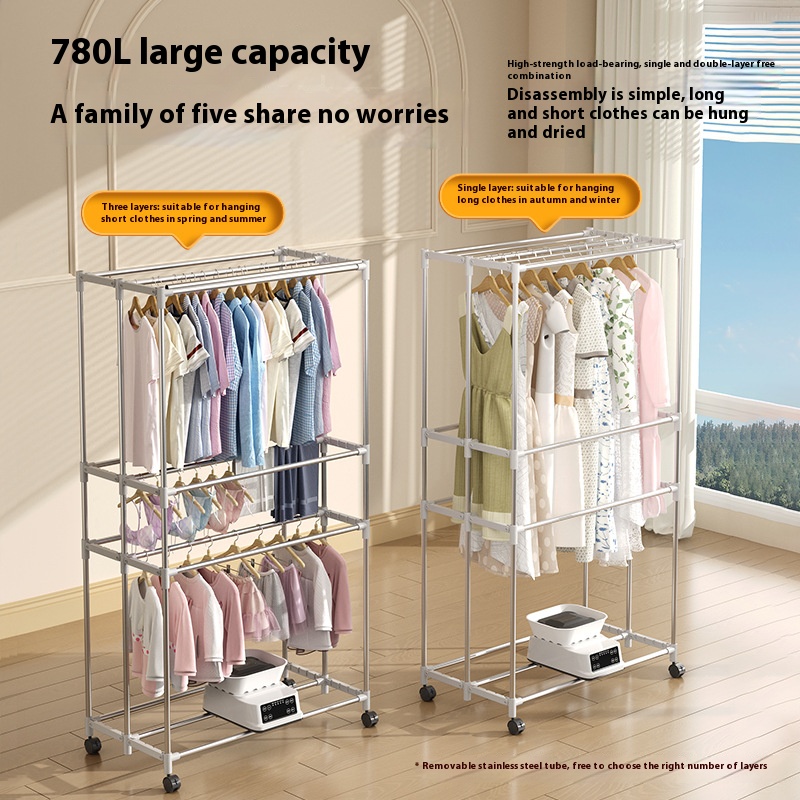 780L large capacity
A family of five share no worries
High-strength load-bearing, single and double-layer free
combination
Disassembly is simple, long
and short clothes can be hung
and dried
Three layers: suitable for hanging
short clothes in spring and summer
Single layer: suitable for hanging
long clothes in autumn and winter
* Removable stainless steel tube, free to choose the right number of layers